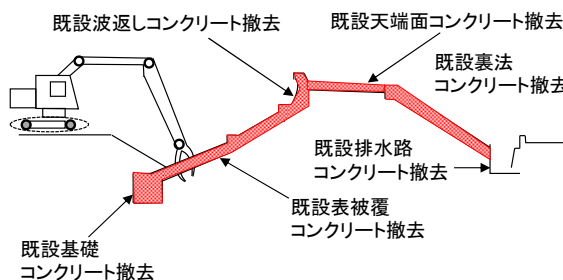 既設波返しコンクリート撤去
既設天端面コンクリート撤去
既設裏法
コンクリート撤去
既設排水路
コンクリート撤去
既設表被覆
コンクリート撤去
既設基礎
コンクリート撤去